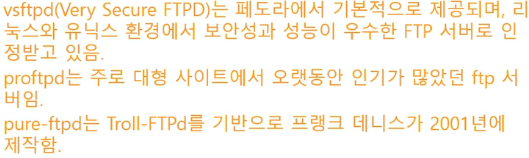 vsftpd(Very Secure FTPD)는 페도라에서 기본적으로 제공되며, 리
눅스와 유닉스 환경에서 보안성과 성능이 우수한 FTP 서버로 인
정받고 있음.
proftpd는 주로 대형 사이트에서 오랫동안 인기가 많았던 ftp 서
버임.
pure-ftpd는 Troll-FTPd를 기반으로 프랭크 데니스가 2001년에
제작함.